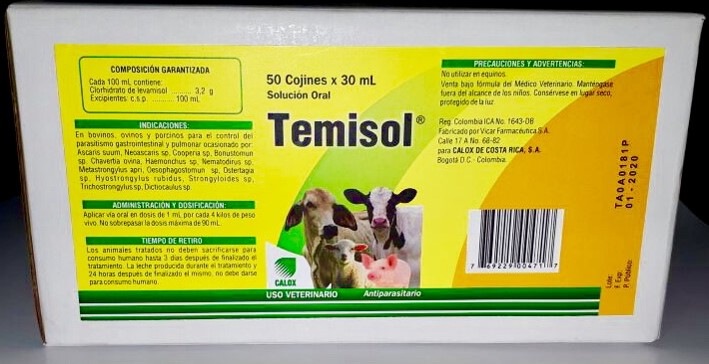 COMPOSICIÓN GARANTIZADA
Cada 100 mL contiene:
Clorhidrato de levamisol ......... 3,2 g
Excipientes c.s.p. .......... 100 mL
INDICACIONES:
En bovinos, ovinos y porcinos para el control del
parasitismo gastrointestinal y pulmonar ocasionado por:
Ascaris suum, Neoascaris sp, Cooperia sp, Bonustomun
sp, Chavertia ovina, Haemonchus sp, Nematodirus sp,
Metastrongylus apri, Oesophagostomun sp, Ostertagia
sp, Hyostrongylus rubidus, Strongyloides sp,
Trichostrongylus sp, Dictiocaulus sp.
ADMINISTRACIÓN Y DOSIFICACIÓN:
Aplicar vía oral en dosis de 1 mL por cada 4 kilos de peso
vivo. No sobrepasar la dosis máxima de 90 mL.
TIEMPO DE RETIRO
Los animales tratados no deben sacrificarse para
consumo humano hasta 3 días después de finalizado el
tratamiento. La leche producida durante el tratamiento y
24 horas después de finalizado el mismo, no debe darse
para consumo humano.
50 Cojines x 30 mL
Solución Oral
Temisol®
CALOX
USO VETERINARIO
Antiparasitario
PRECAUCIONES Y ADVERTENCIAS:
No utilizar en equinos.
Venta bajo fórmula del Médico Veterinario. Manténgase
fuera del alcance de los niños. Consérvese en lugar seco,
protegido de la luz.
Reg. Colombia ICA No. 1643-DB
Fabricado por Vicar Farmacéutica S.A.
Calle 17 A No. 68-82
para CALOX DE COSTA RICA, S.A.
Bogotá D.C. - Colombia.
7 69229 00471 7
TA0A0181P
01-2020
Lote:
F. Exp:
P. Público: